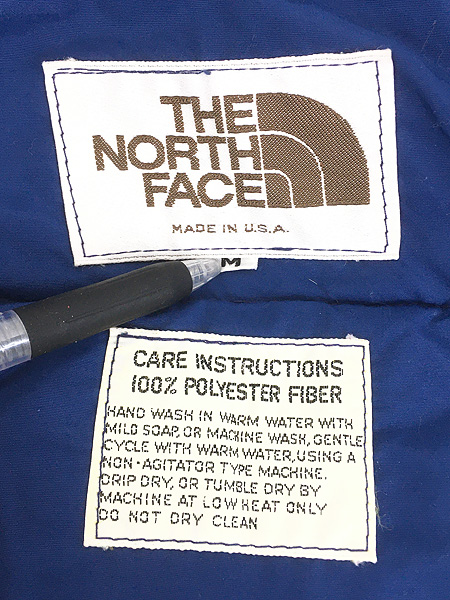 THE
NORTH
FACE
MADE IN U.S.A.
M
CARE INSTRUCTIONS
100% POLYESTER FIBER
HAND WASH IN WARM WATER WITH
MILD SOAP, OR MACHINE WASH, GENTLE
CYCLE WITH WARM WATER, USING A
NON-AGITATOR TYPE MACHINE.
DRIP DRY, OR TUMBLE DRY BY
MACHINE AT LOW HEAT ONLY
DO NOT DRY CLEAN